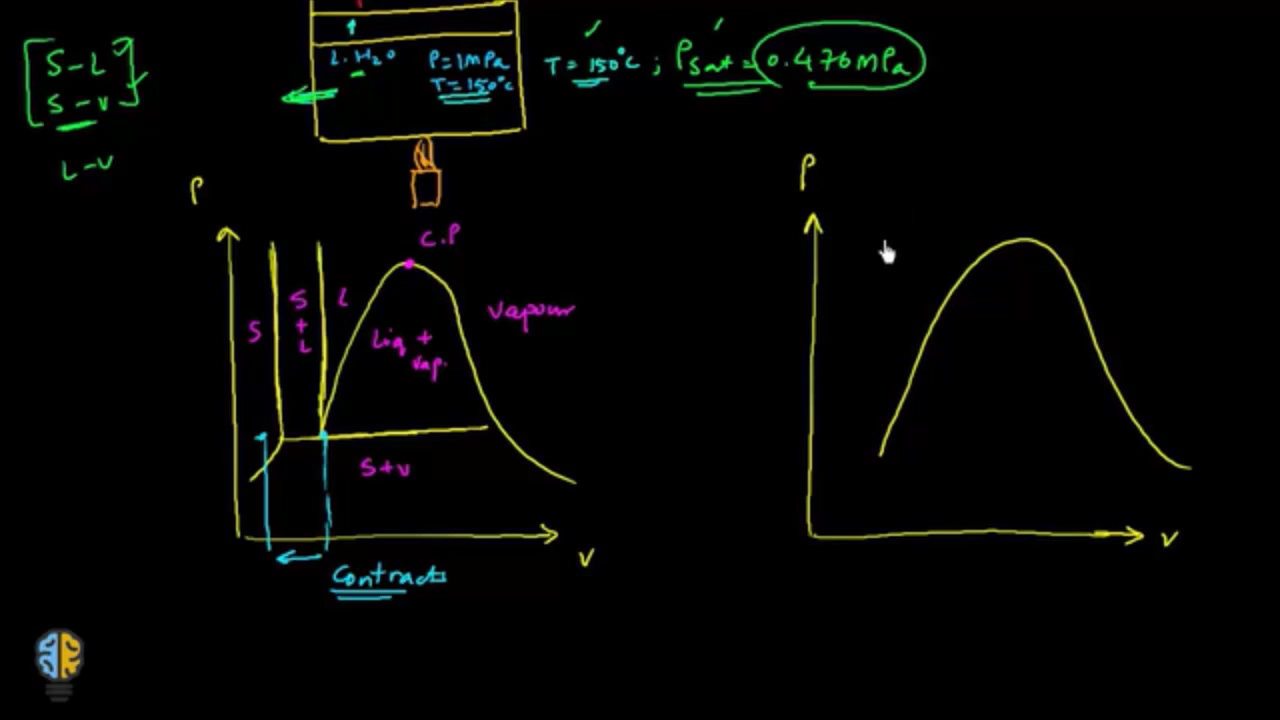 S-L
S-V
L-V
L.H2O
P=1MPa
T=150°C
T=150°C ; Psat=0.476MPa
P
C.P
S
S
+
L
L
Liq +
Vap.
Vapour
S+V
V
Contracts
P
V